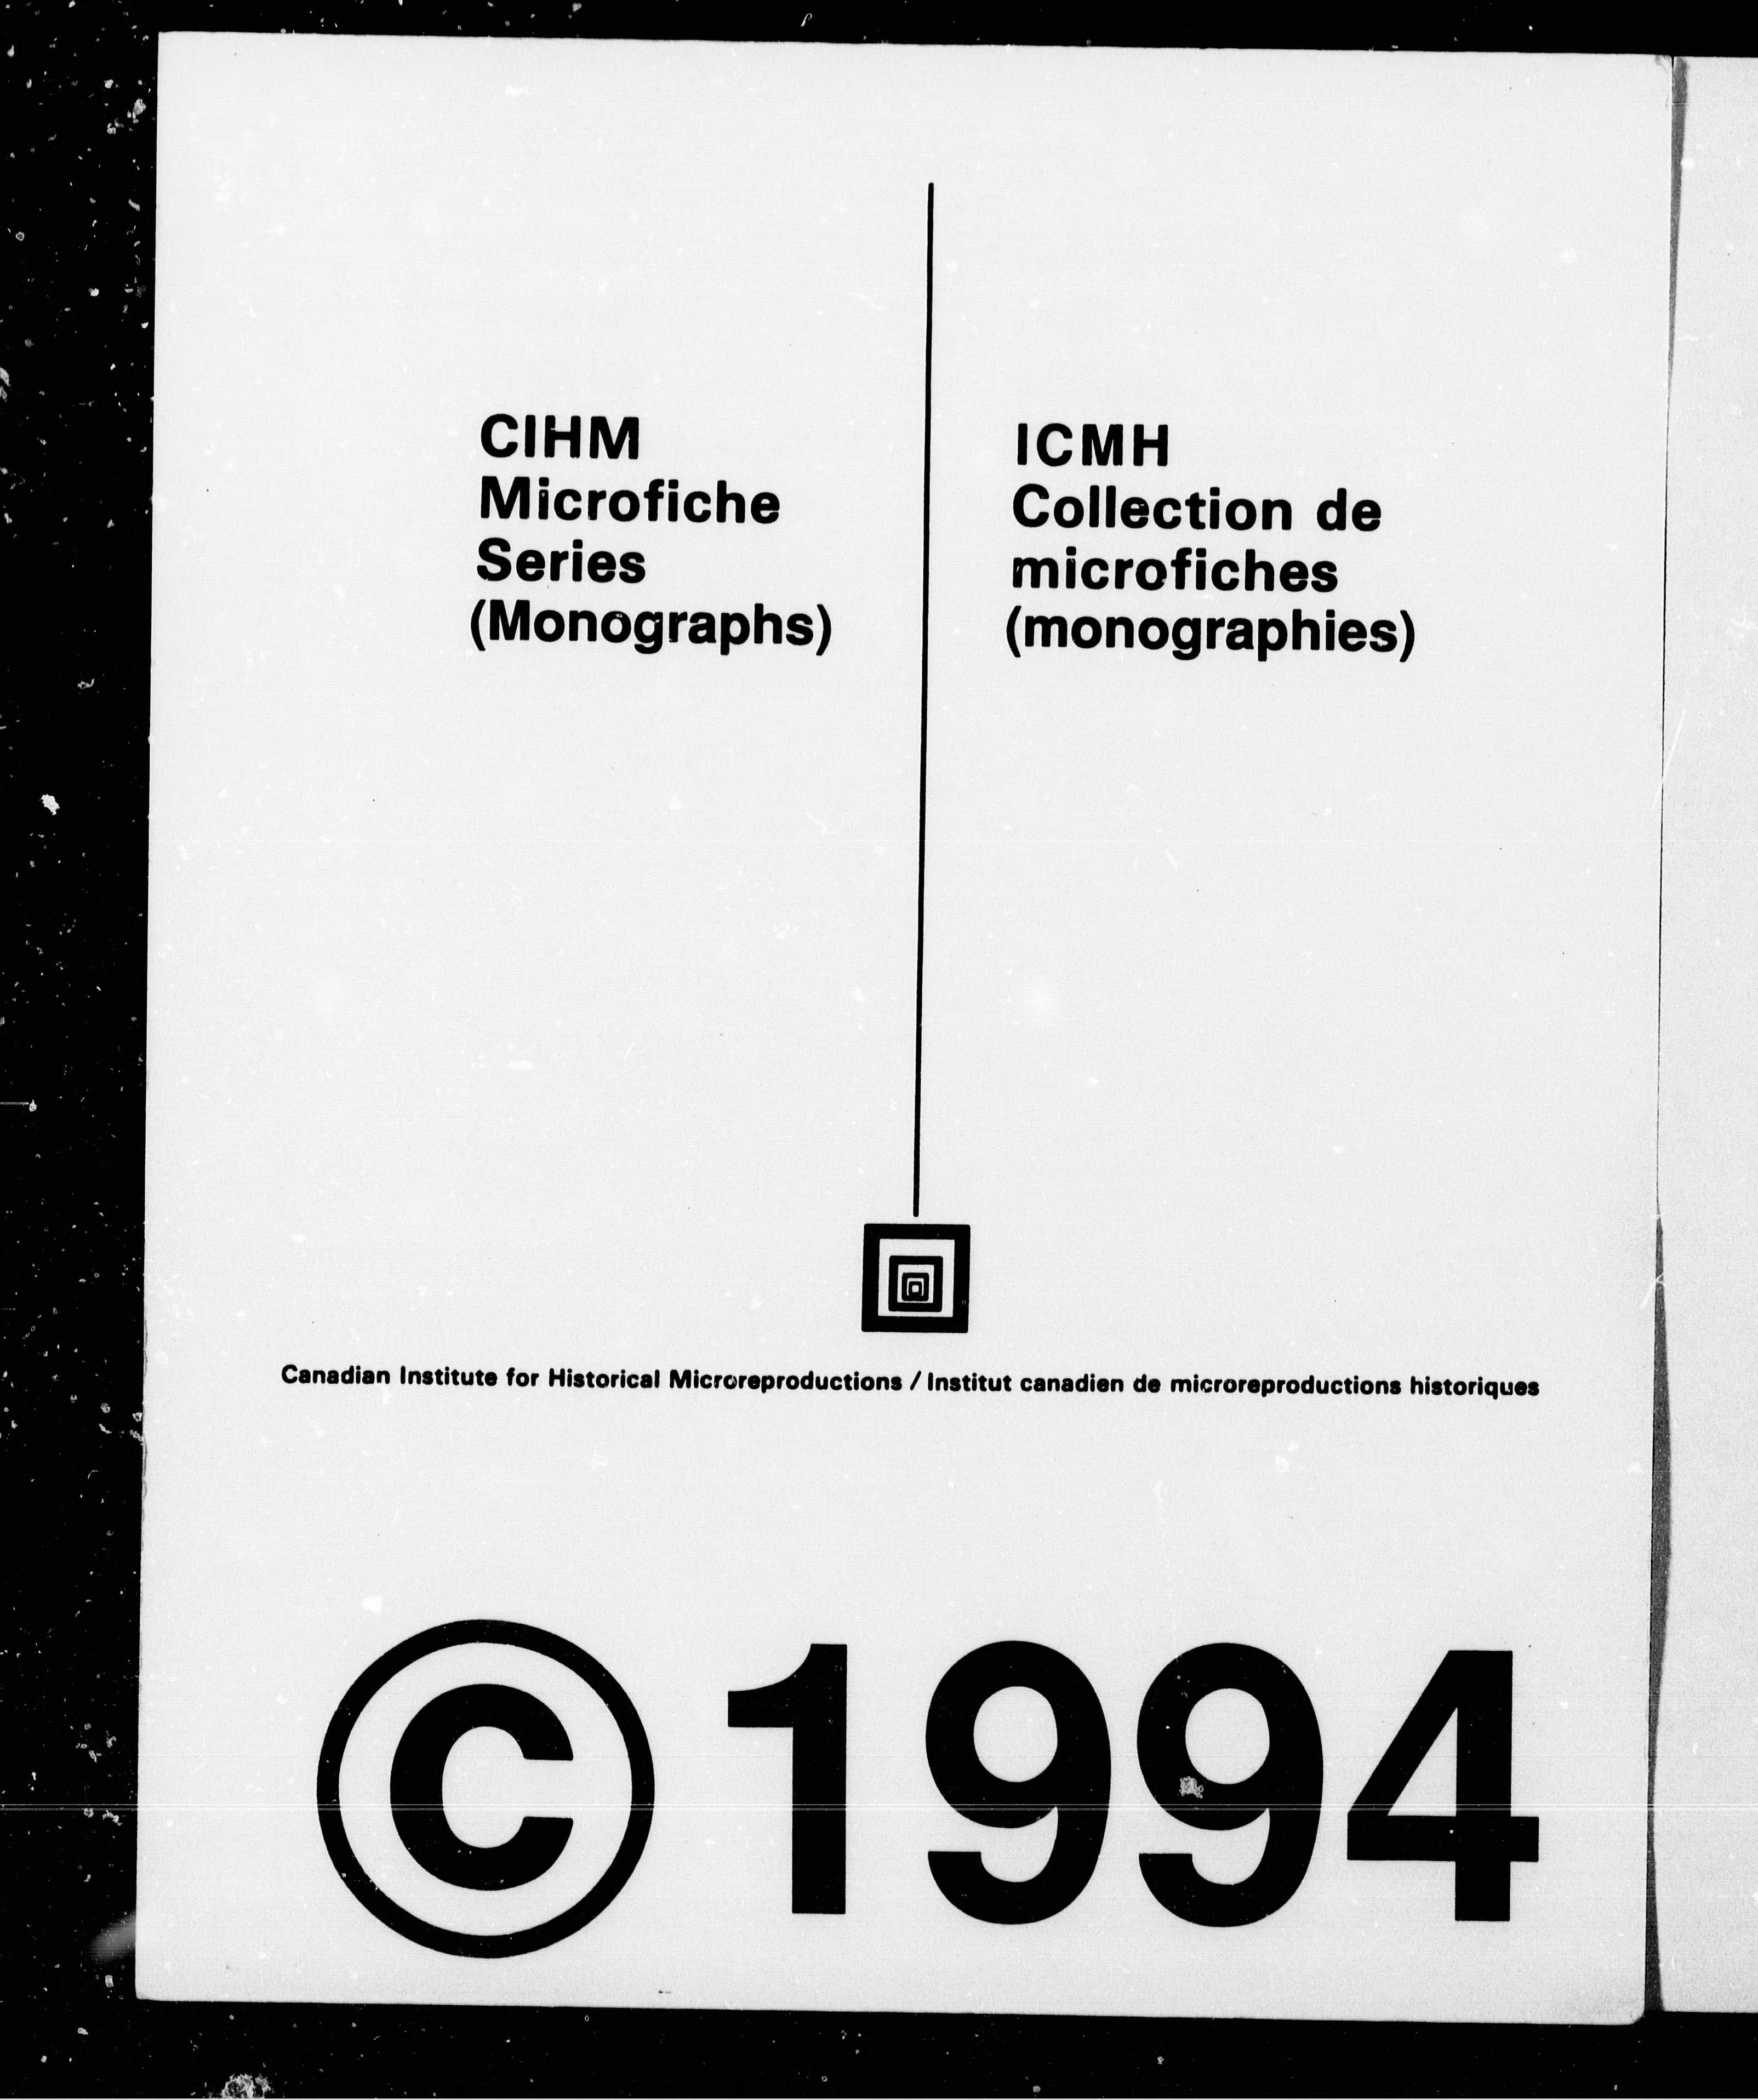 CIHM
Microfiche
Series
(Monographs)
ICMH
Collection de
microfiches
(monographies)
Canadian Institute for Historical Microreproductions / Institut canadien de microreproductions historiques
© 1994